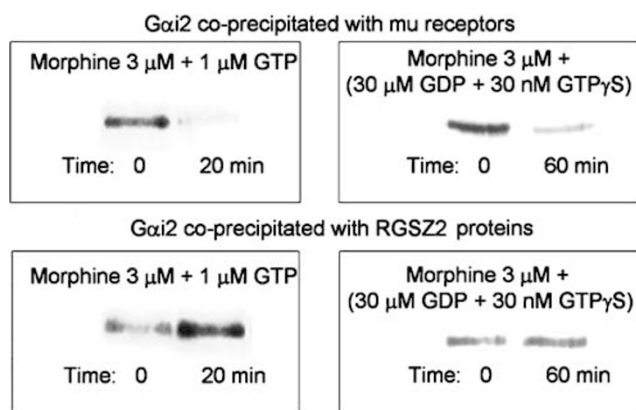 Gαi2 co-precipitated with mu receptors
Morphine 3 μM + 1 μM GTP
Time: 0 20 min
Morphine 3 μM +
(30 μM GDP + 30 nM GTPγS)
Time: 0 60 min
Gαi2 co-precipitated with RGSZ2 proteins
Morphine 3 μM + 1 μM GTP
Time: 0 20 min
Morphine 3 μM +
(30 μM GDP + 30 nM GTPγS)
Time: 0 60 min